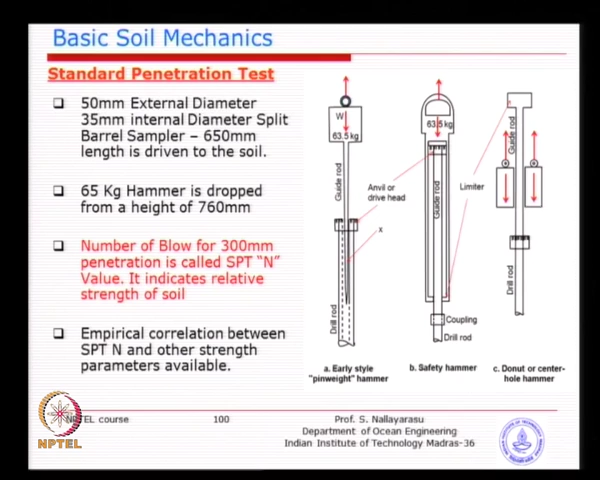 Basic Soil Mechanics
Standard Penetration Test
50mm External Diameter
35mm internal Diameter Split
Barrel Sampler – 650mm
length is driven to the soil.
65 Kg Hammer is dropped
from a height of 760mm
Number of Blow for 300mm
penetration is called SPT “N”
Value. It indicates relative
strength of soil
Empirical correlation between
SPT N and other strength
parameters available.
W
63.5 kg
Guide rod
Anvil or
drive head
x
Drill rod
a. Early style
"pinweight" hammer
63.5 kg
Guide rod
Limiter
Coupling
Drill rod
b. Safety hammer
Guide rod
Drill rod
c. Donut or center-
hole hammer
NPTEL course
100
Prof. S. Nallayarasu
Department of Ocean Engineering
Indian Institute of Technology Madras-36
NPTEL